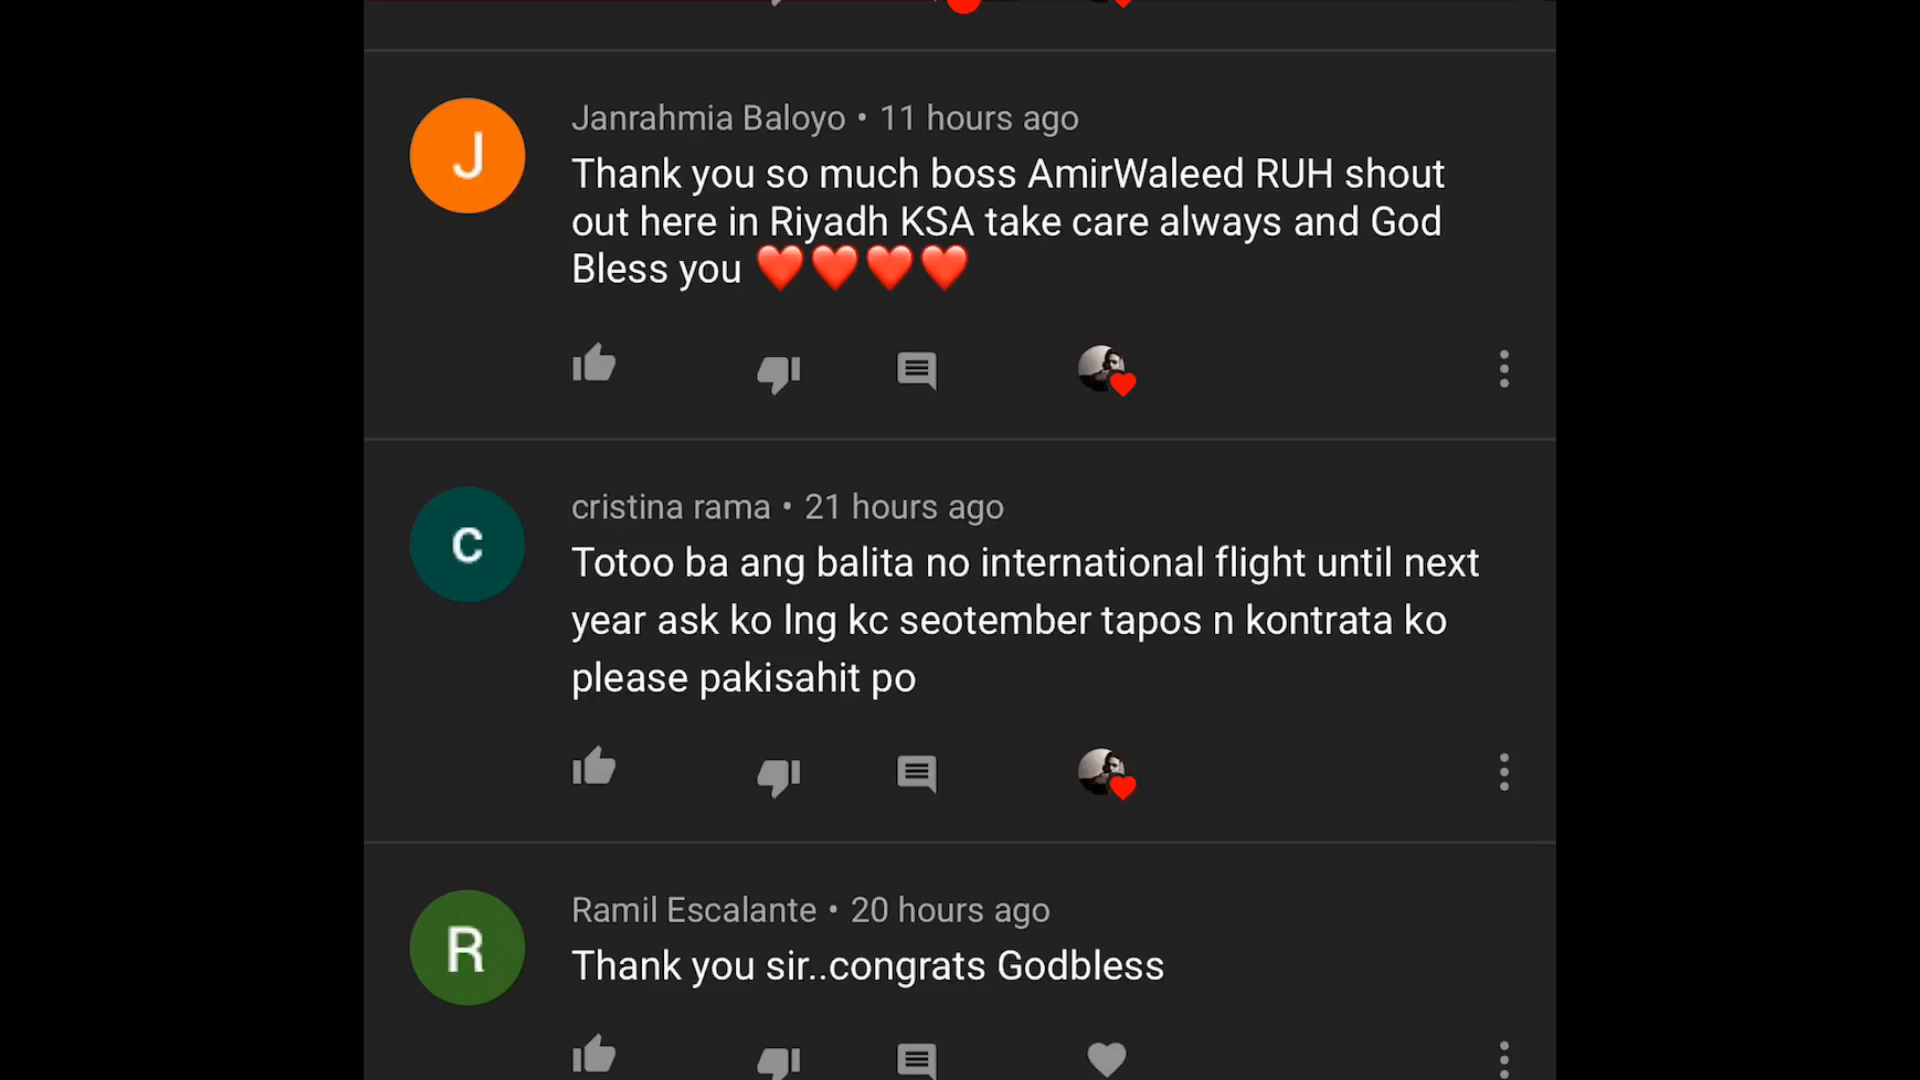 J
Janrahmia Baloyo • 11 hours ago
Thank you so much boss AmirWaleed RUH shout
out here in Riyadh KSA take care always and God
Bless you ❤️❤️❤️❤️
c
cristina rama • 21 hours ago
Totoo ba ang balita no international flight until next
year ask ko lng kc seotember tapos n kontrata ko
please pakisahit po
R
Ramil Escalante • 20 hours ago
Thank you sir..congrats Godbless